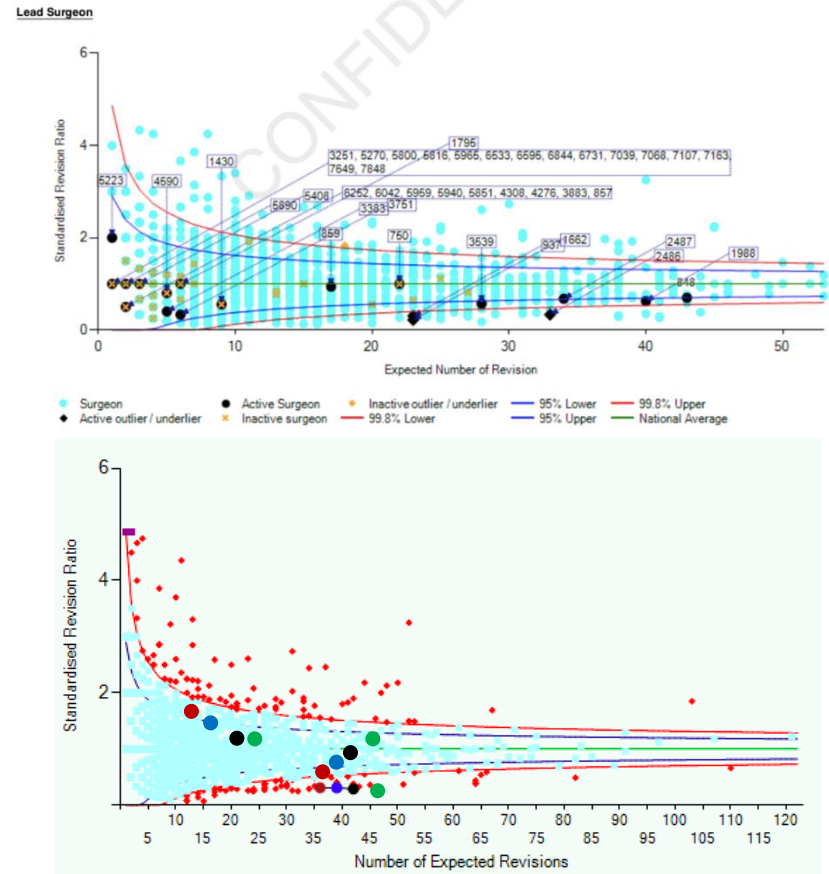 Lead Surgeon
CONFIDE
6
4
2
0
Standardised Revision Ratio
1795
3251, 5270, 5800, 5816, 5965, 6533, 6595, 6844, 6731, 7039, 7068, 7107, 7163,
7649, 7848
1430
5223
4590
5408
6252, 6042, 5959, 5940, 5851, 4308, 4276, 3883, 857
5890
3383
3751
859
750
3539
937
1662
2487
2486
1988
818
0 10 20 30 40 50
Expected Number of Revision
Surgeon Active Surgeon Inactive outlier / underlier 95% Lower 99.8% Upper
Active outlier / underlier Inactive surgeon 99.8% Lower 95% Upper National Average
6
4
2
Standardised Revision Ratio
10 20 30 40 50 60 70 80 90 100 110 120
5 15 25 35 45 55 65 75 85 95 105 115
Number of Expected Revisions